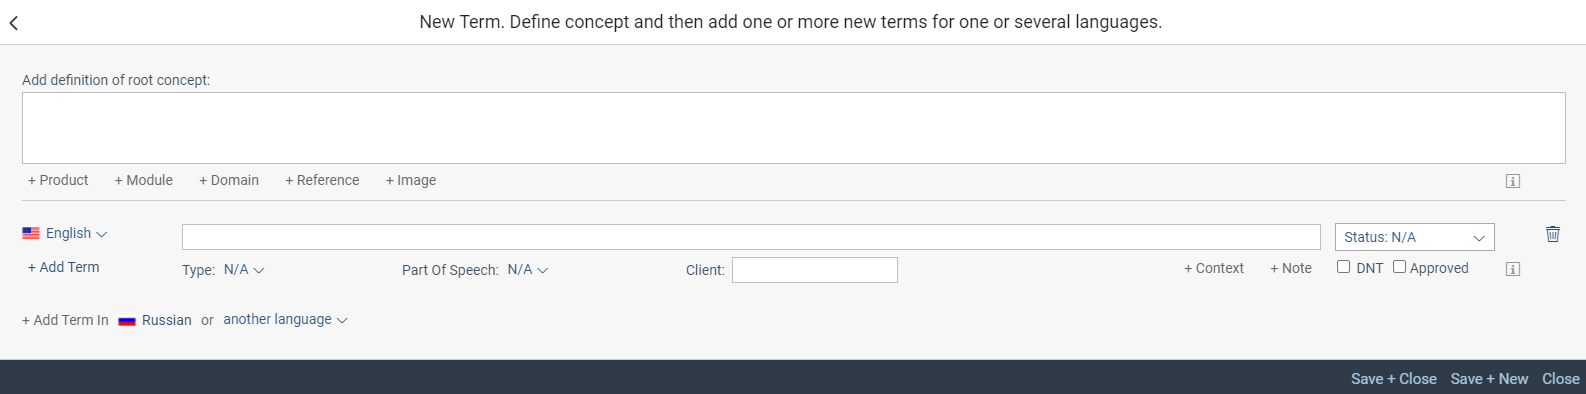 New Term. Define concept and then add one or more new terms for one or several languages.
Add definition of root concept:
+ Product + Module + Domain + Reference + Image
English Status: N/A
+ Add Term Type: N/A Part Of Speech: N/A Client: + Context + Note DNT Approved
+ Add Term In Russian or another language
Save + Close Save + New Close